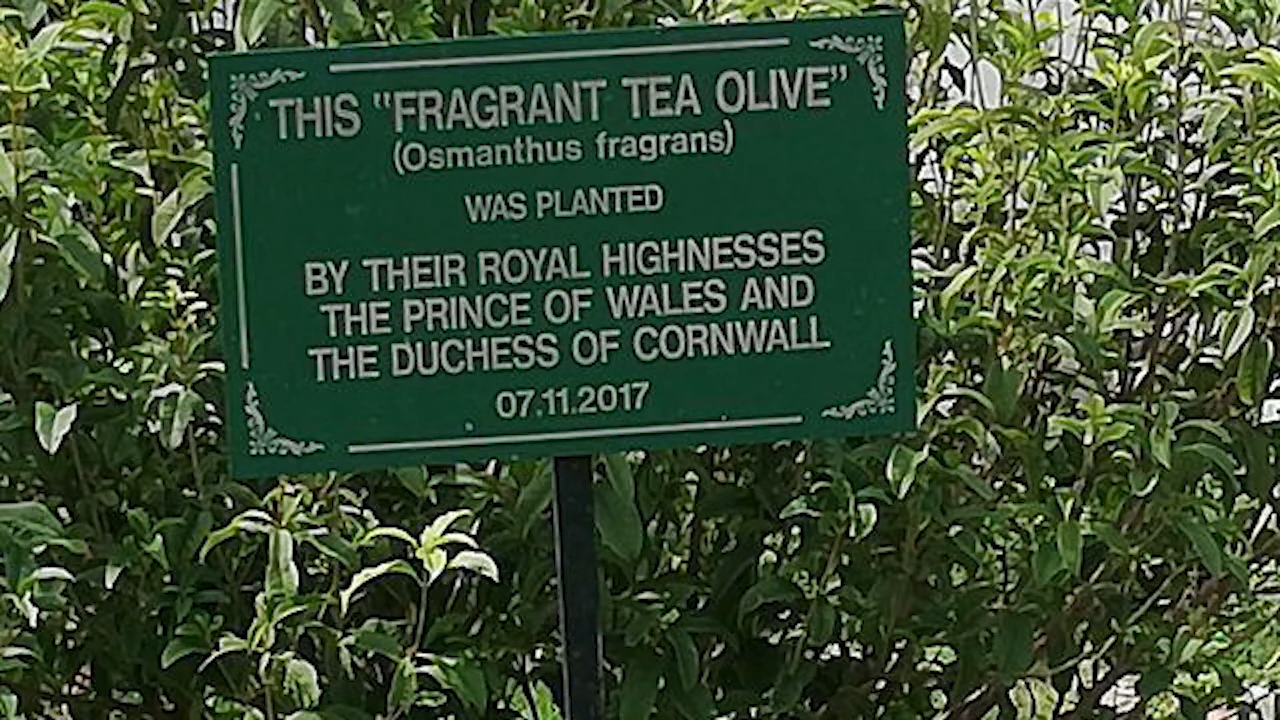 THIS "FRAGRANT TEA OLIVE"
(Osmanthus fragrans)
WAS PLANTED
BY THEIR ROYAL HIGHNESSES
THE PRINCE OF WALES AND
THE DUCHESS OF CORNWALL
07.11.2017